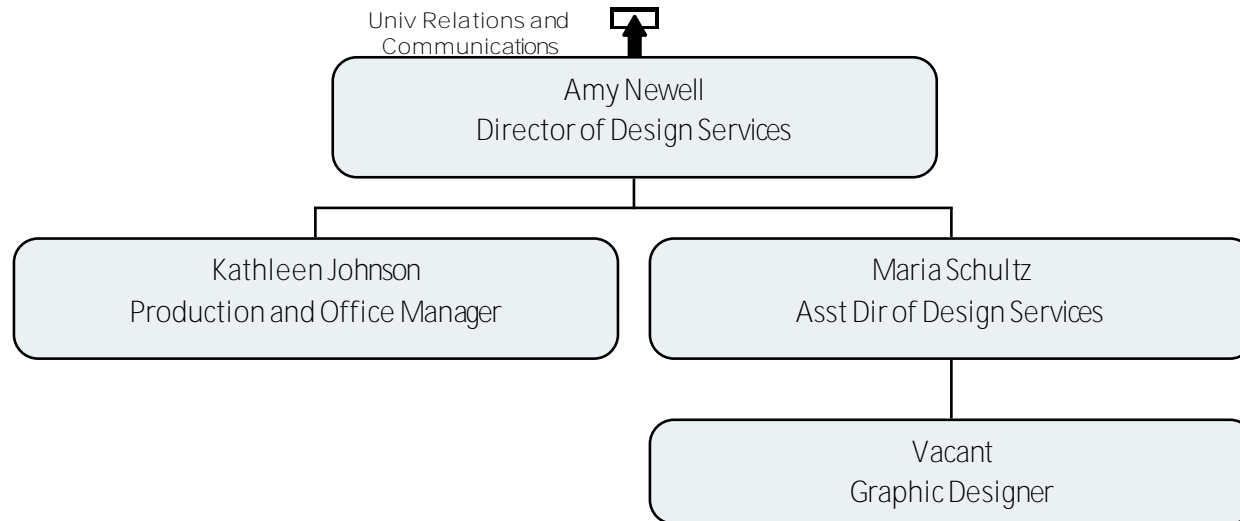 Univ Relations and
Communications
Amy Newell
Director of Design Services
Kathleen Johnson
Production and Office Manager
Maria Schultz
Asst Dir of Design Services
Vacant
Graphic Designer